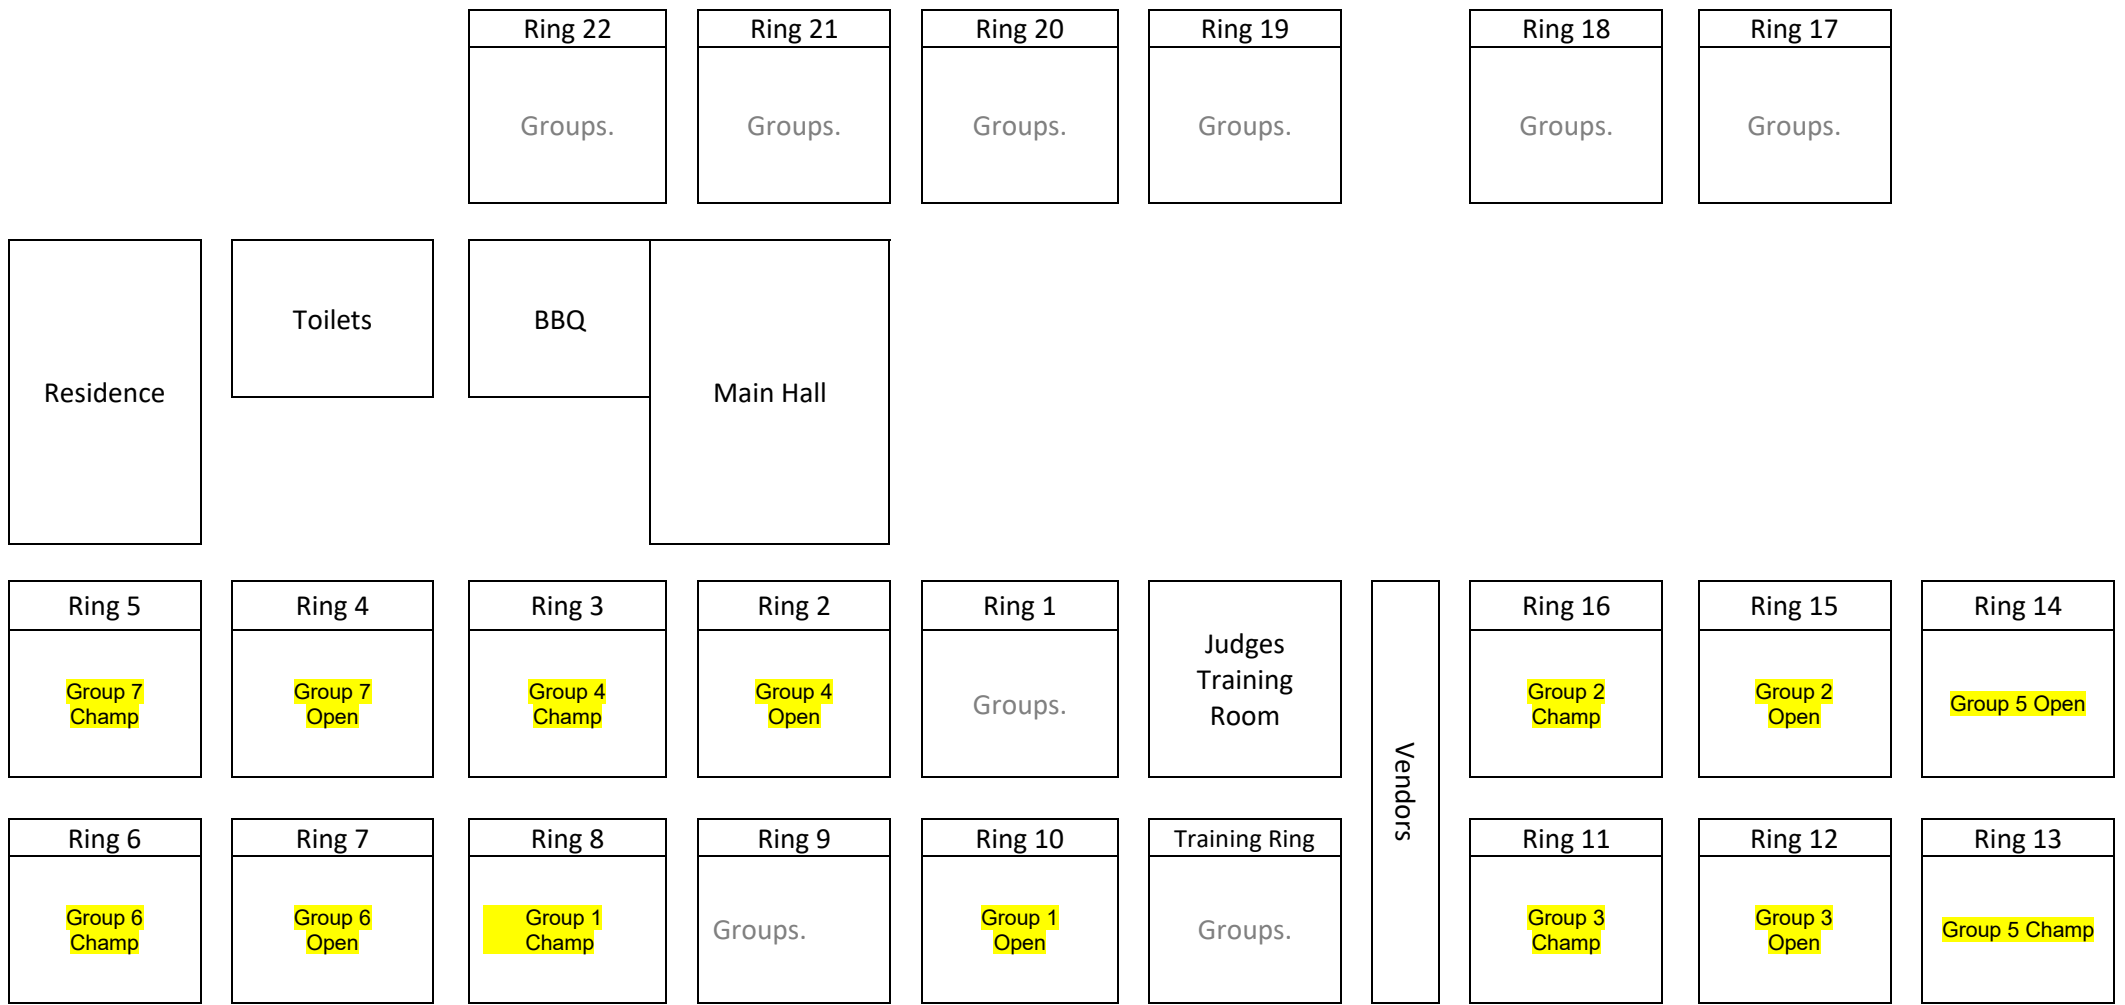 Ring 22
Ring 21
Ring 20
Ring 19
Ring 18
Ring 17
Groups.
Groups.
Groups.
Groups.
Groups.
Groups.
Residence
Toilets
BBQ
Main Hall
Ring 5
Ring 4
Ring 3
Ring 2
Ring 1
Judges
Training
Room
Vendors
Ring 16
Ring 15
Ring 14
Group 7
Champ
Group 7
Open
Group 4
Champ
Group 4
Open
Groups.
Group 2
Champ
Group 2
Open
Group 5 Open
Ring 6
Ring 7
Ring 8
Ring 9
Ring 10
Training Ring
Ring 11
Ring 12
Ring 13
Group 6
Champ
Group 6
Open
Group 1
Champ
Groups.
Group 1
Open
Groups.
Group 3
Champ
Group 3
Open
Group 5 Champ